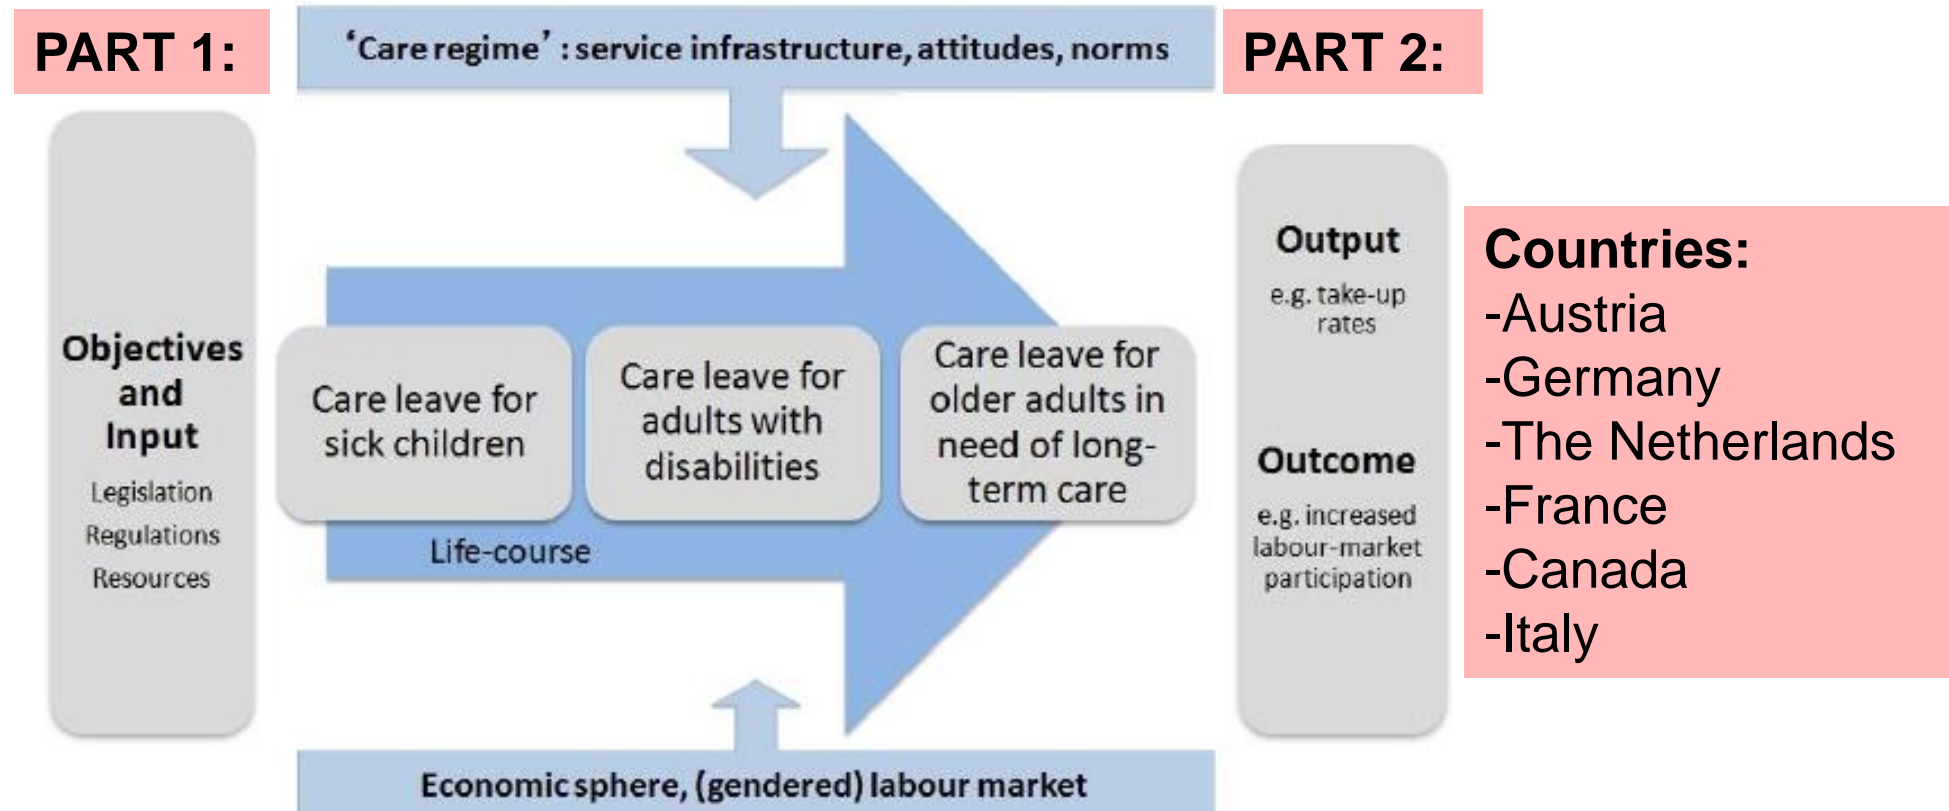 PART 1:
‘Care regime’ : service infrastructure, attitudes, norms
PART 2:
Objectives
and
Input
Legislation
Regulations
Resources
Care leave for
sick children
Care leave for
adults with
disabilities
Care leave for
older adults in
need of long-
term care
Life-course
Output
e.g. take-up
rates
Outcome
e.g. increased
labour-market
participation
Countries:
-Austria
-Germany
-The Netherlands
-France
-Canada
-Italy
Economic sphere, (gendered) labour market